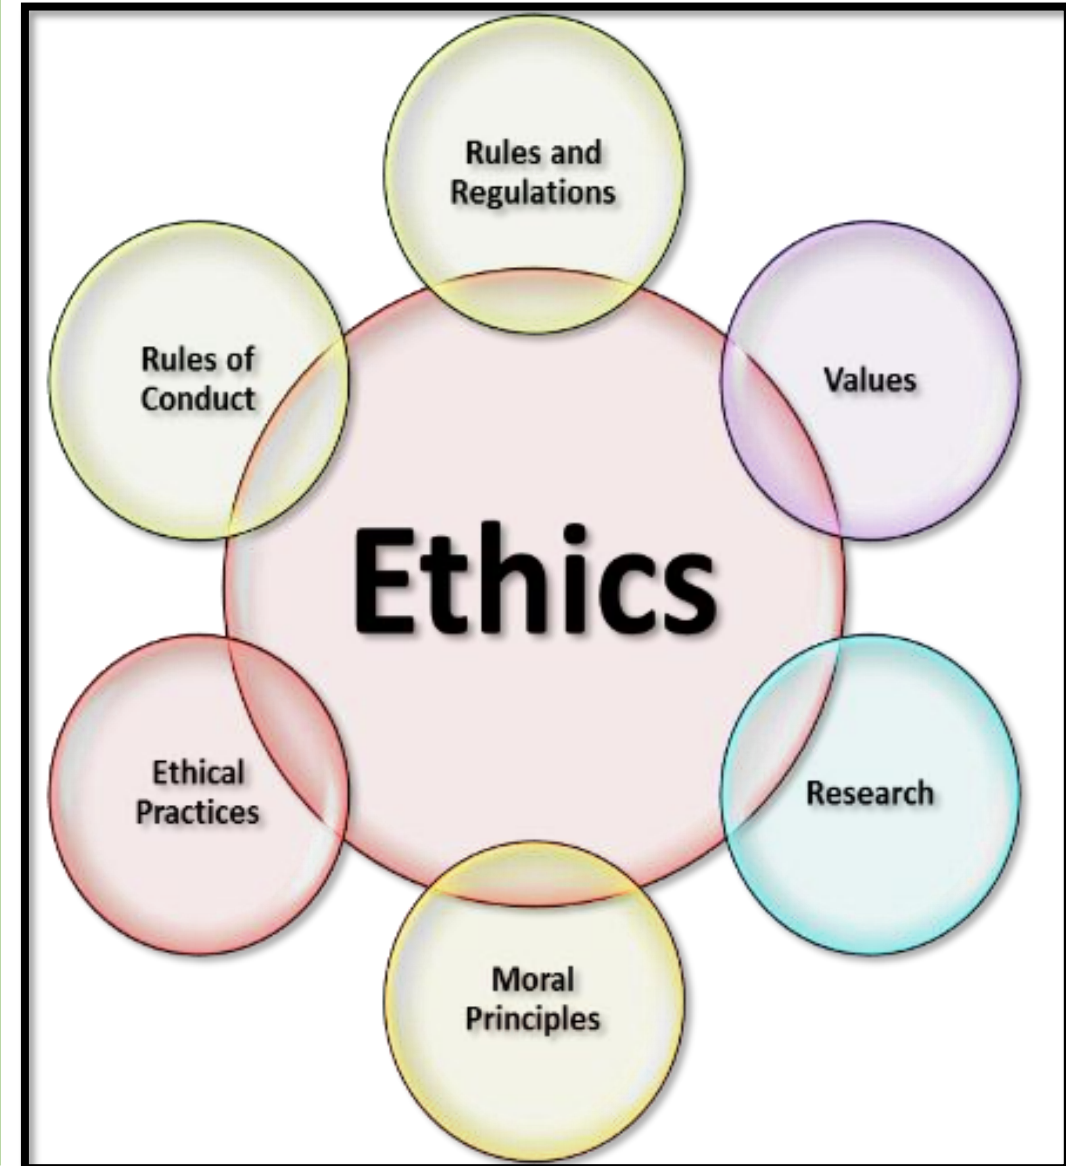 Rules and
Regulations
Values
Research
Moral
Principles
Ethical
Practices
Rules of
Conduct
Ethics